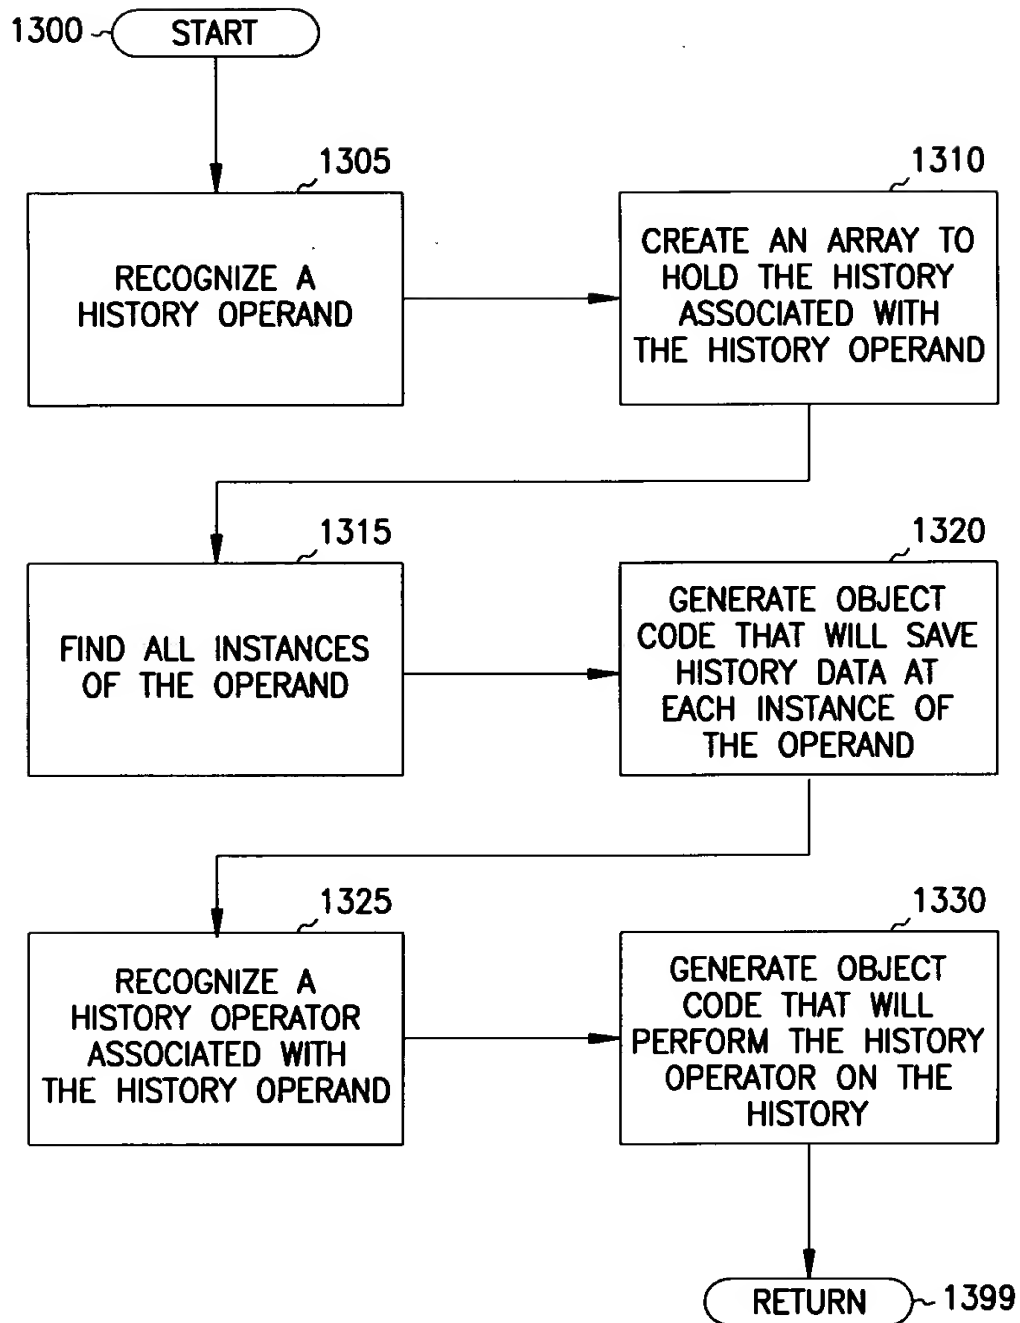 1300
START
1305
RECOGNIZE A
HISTORY OPERAND
1310
CREATE AN ARRAY TO
HOLD THE HISTORY
ASSOCIATED WITH
THE HISTORY OPERAND
1315
FIND ALL INSTANCES
OF THE OPERAND
1320
GENERATE OBJECT
CODE THAT WILL SAVE
HISTORY DATA AT
EACH INSTANCE OF
THE OPERAND
1325
RECOGNIZE A
HISTORY OPERATOR
ASSOCIATED WITH
THE HISTORY OPERAND
1330
GENERATE OBJECT
CODE THAT WILL
PERFORM THE HISTORY
OPERATOR ON THE
HISTORY
RETURN
1399